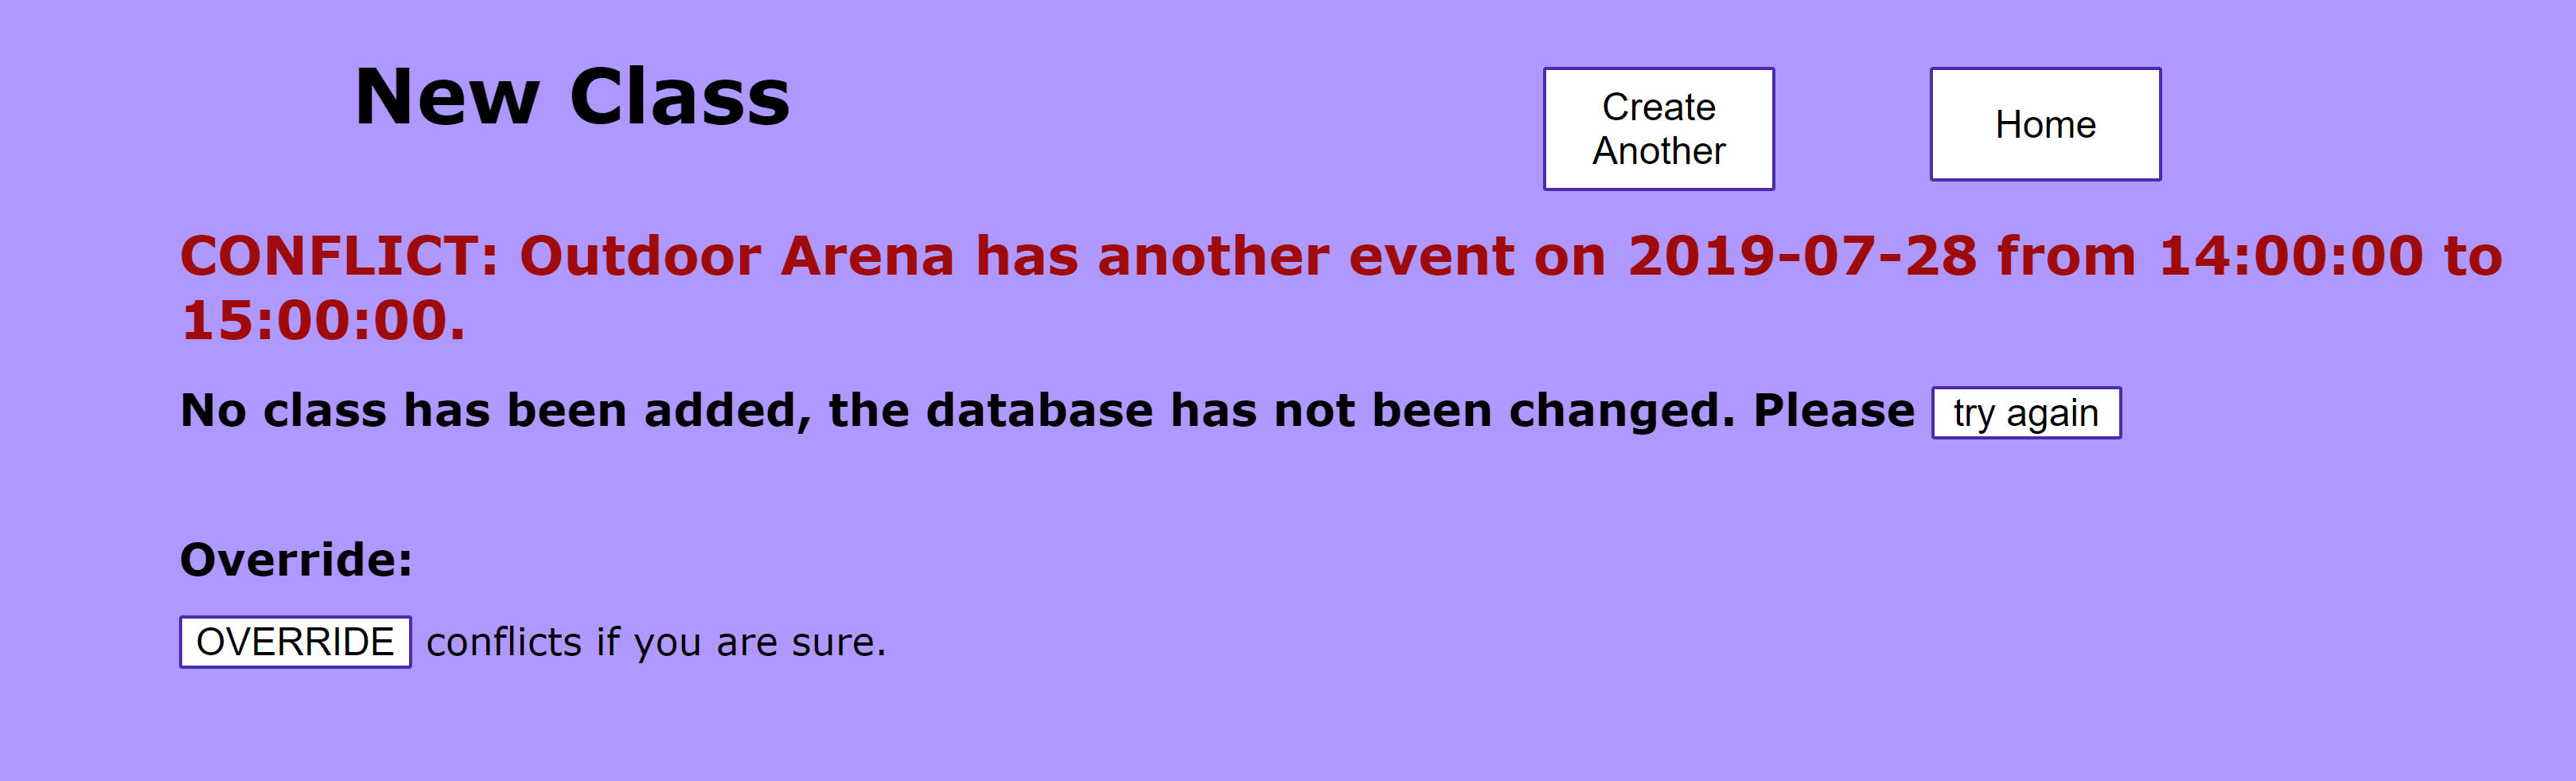 New Class
Create
Another
Home
CONFLICT: Outdoor Arena has another event on 2019-07-28 from 14:00:00 to
15:00:00.
No class has been added, the database has not been changed. Please try again
Override:
OVERRIDE conflicts if you are sure.